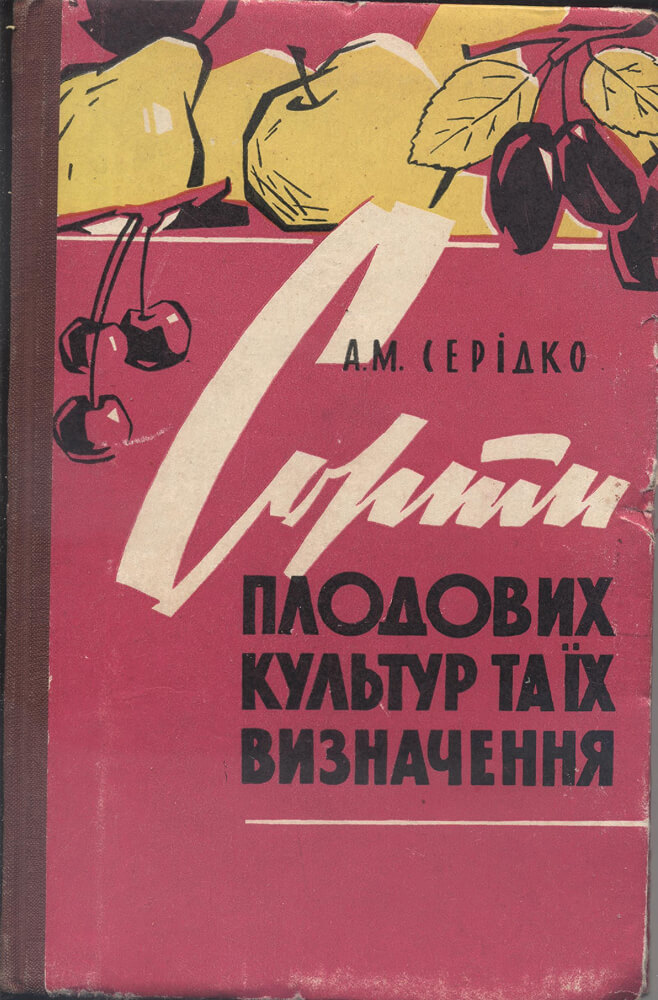 А.М. СЕРІДКО
Сорти
ПЛОДОВИХ
КУЛЬТУР ТА ЇХ
ВИЗНАЧЕННЯ